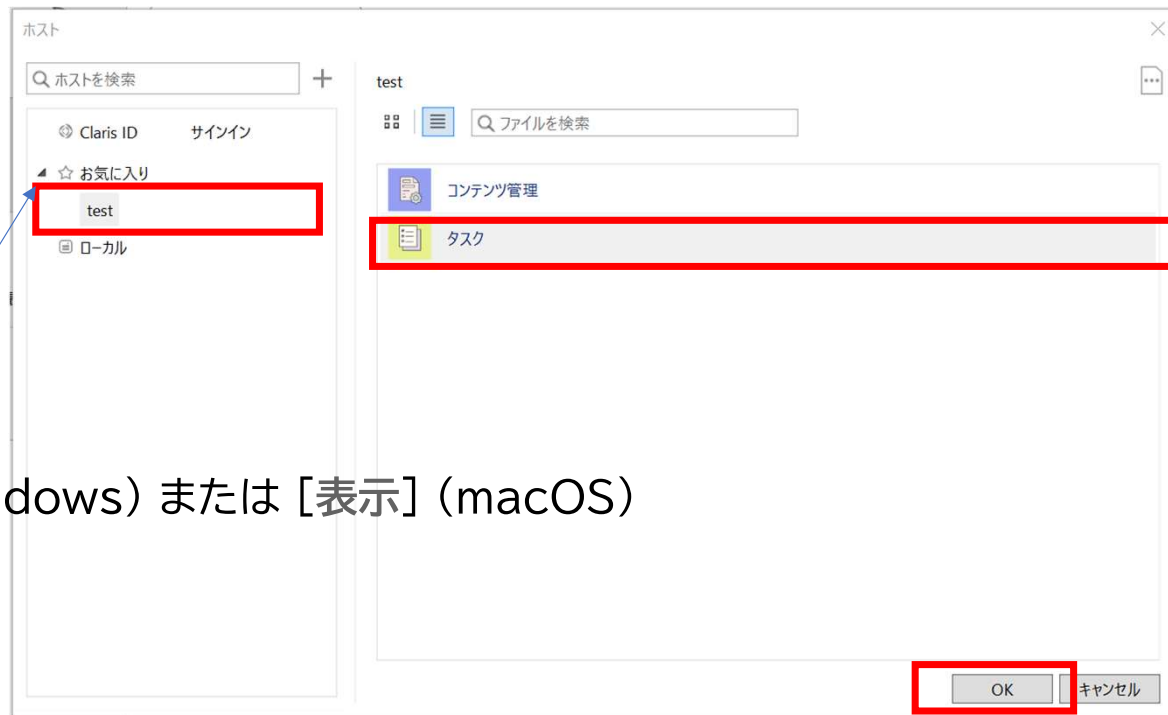 ホスト
ホストを検索
Claris ID サインイン
お気に入り
test
ローカル
test
ファイルを検索
コンテンツ管理
タスク
dows) または [表示] (macOS)
OK
キャンセル